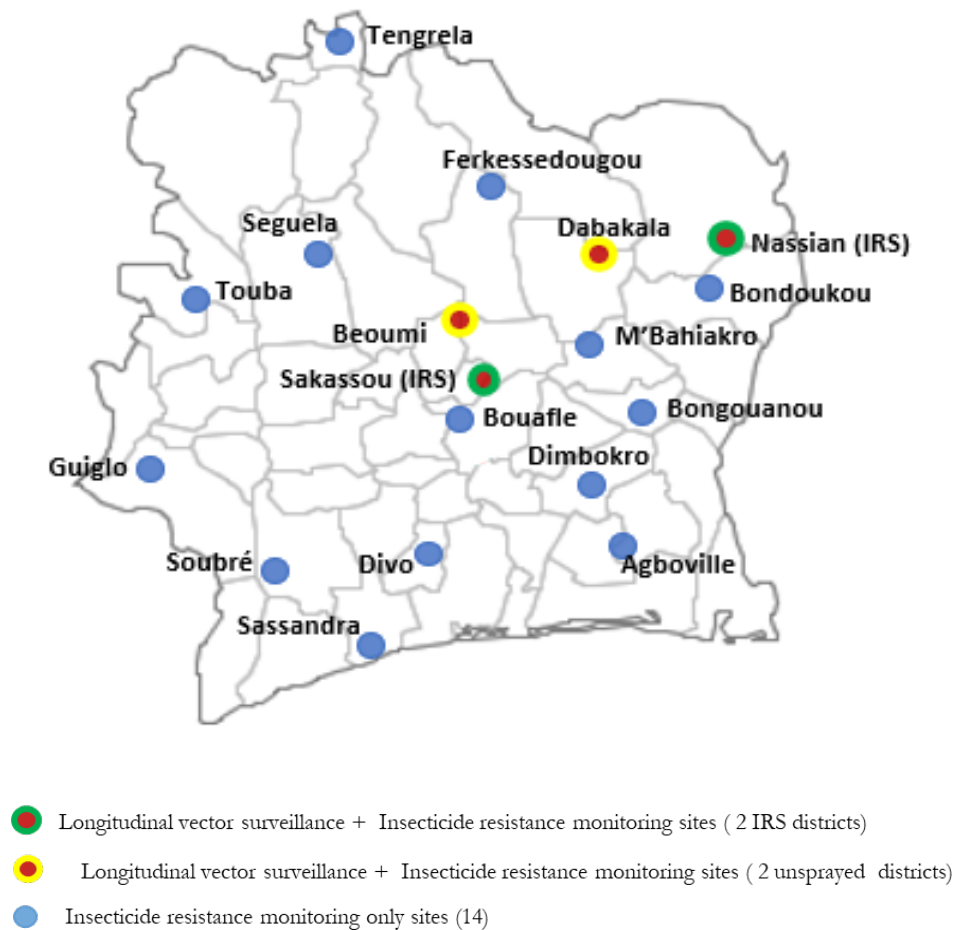 Tengrela
Ferkessedougou
Seguela
Dabakala
Nassian (IRS)
Touba
Bondoukou
Beoumi
M'Bahiakro
Sakassou (IRS)
Bouafle
Bongouanou
Guiglo
Dimbokro
Soubré
Divo
Agboville
Sassandra
Longitudinal vector surveillance + Insecticide resistance monitoring sites ( 2 IRS districts)
Longitudinal vector surveillance + Insecticide resistance monitoring sites ( 2 unsprayed districts)
Insecticide resistance monitoring only sites (14)